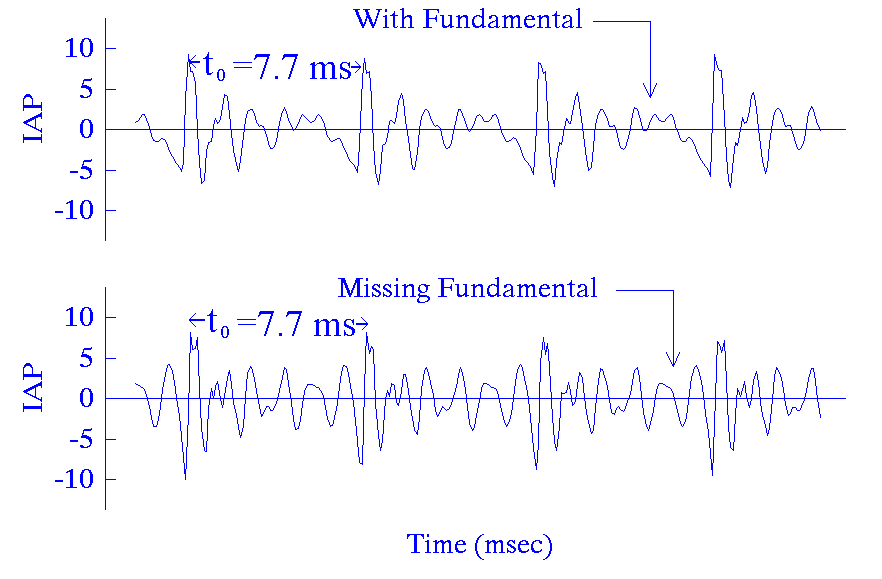 With Fundamental
10
5
0
-5
-10
IAP
t0 =7.7 ms
Missing Fundamental
10
5
0
-5
-10
IAP
t0 =7.7 ms
Time (msec)